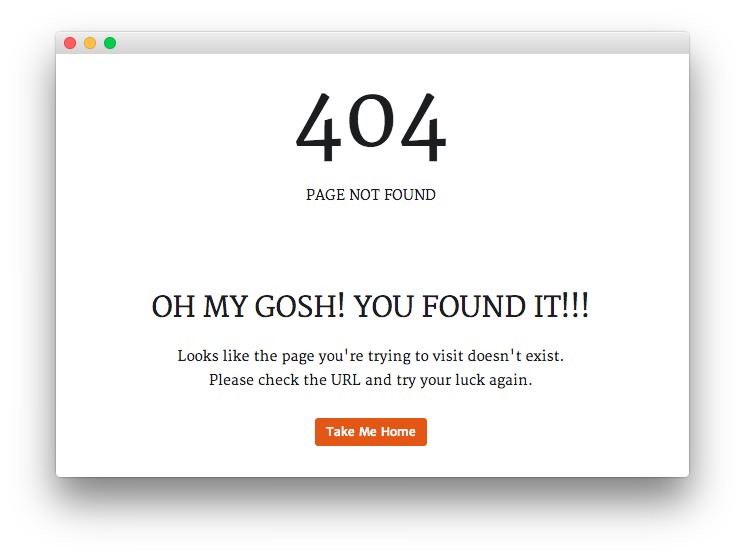 404
PAGE NOT FOUND
OH MY GOSH! YOU FOUND IT!!!
Looks like the page you're trying to visit doesn't exist.
Please check the URL and try your luck again.
Take Me Home